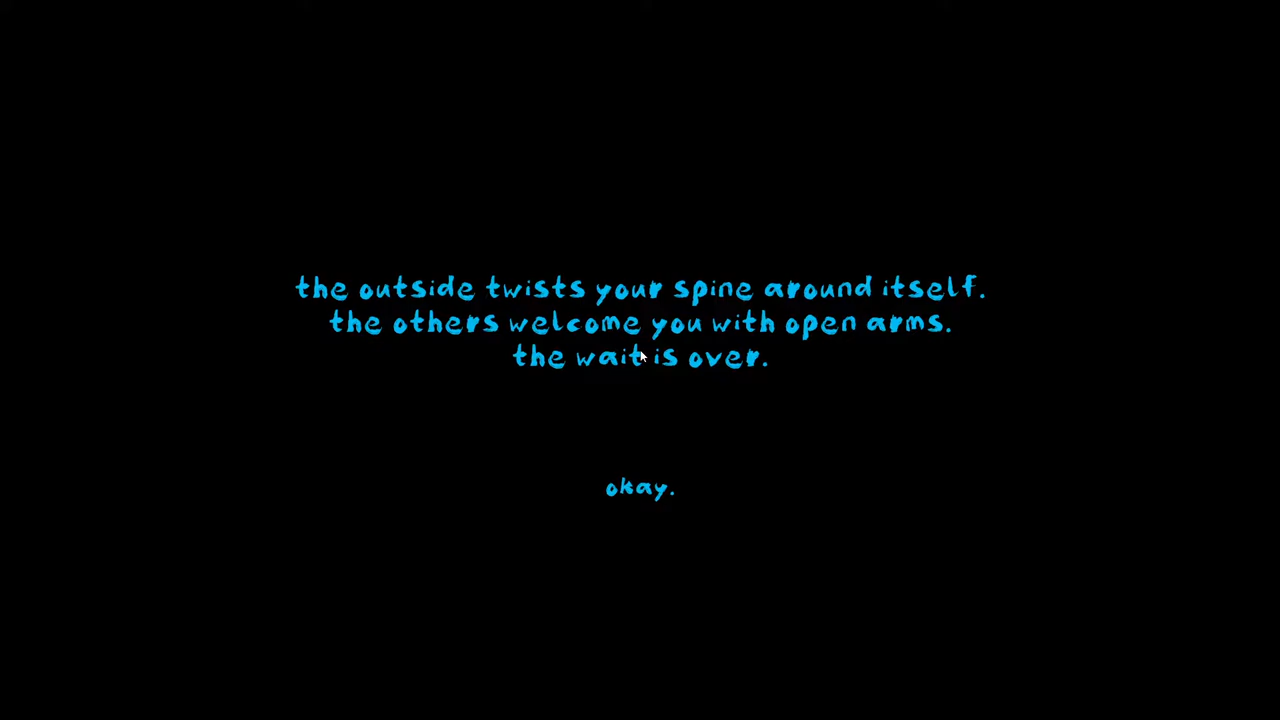 the outside twists your spine around itself.
the others welcome you with open arms.
the wait is over.
okay.